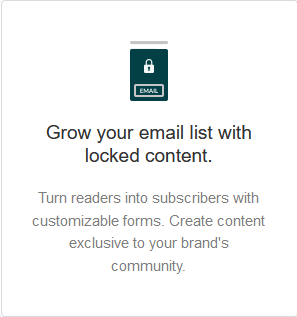 EMAIL
Grow your email list with
locked content.
Turn readers into subscribers with
customizable forms. Create content
exclusive to your brand's
community.